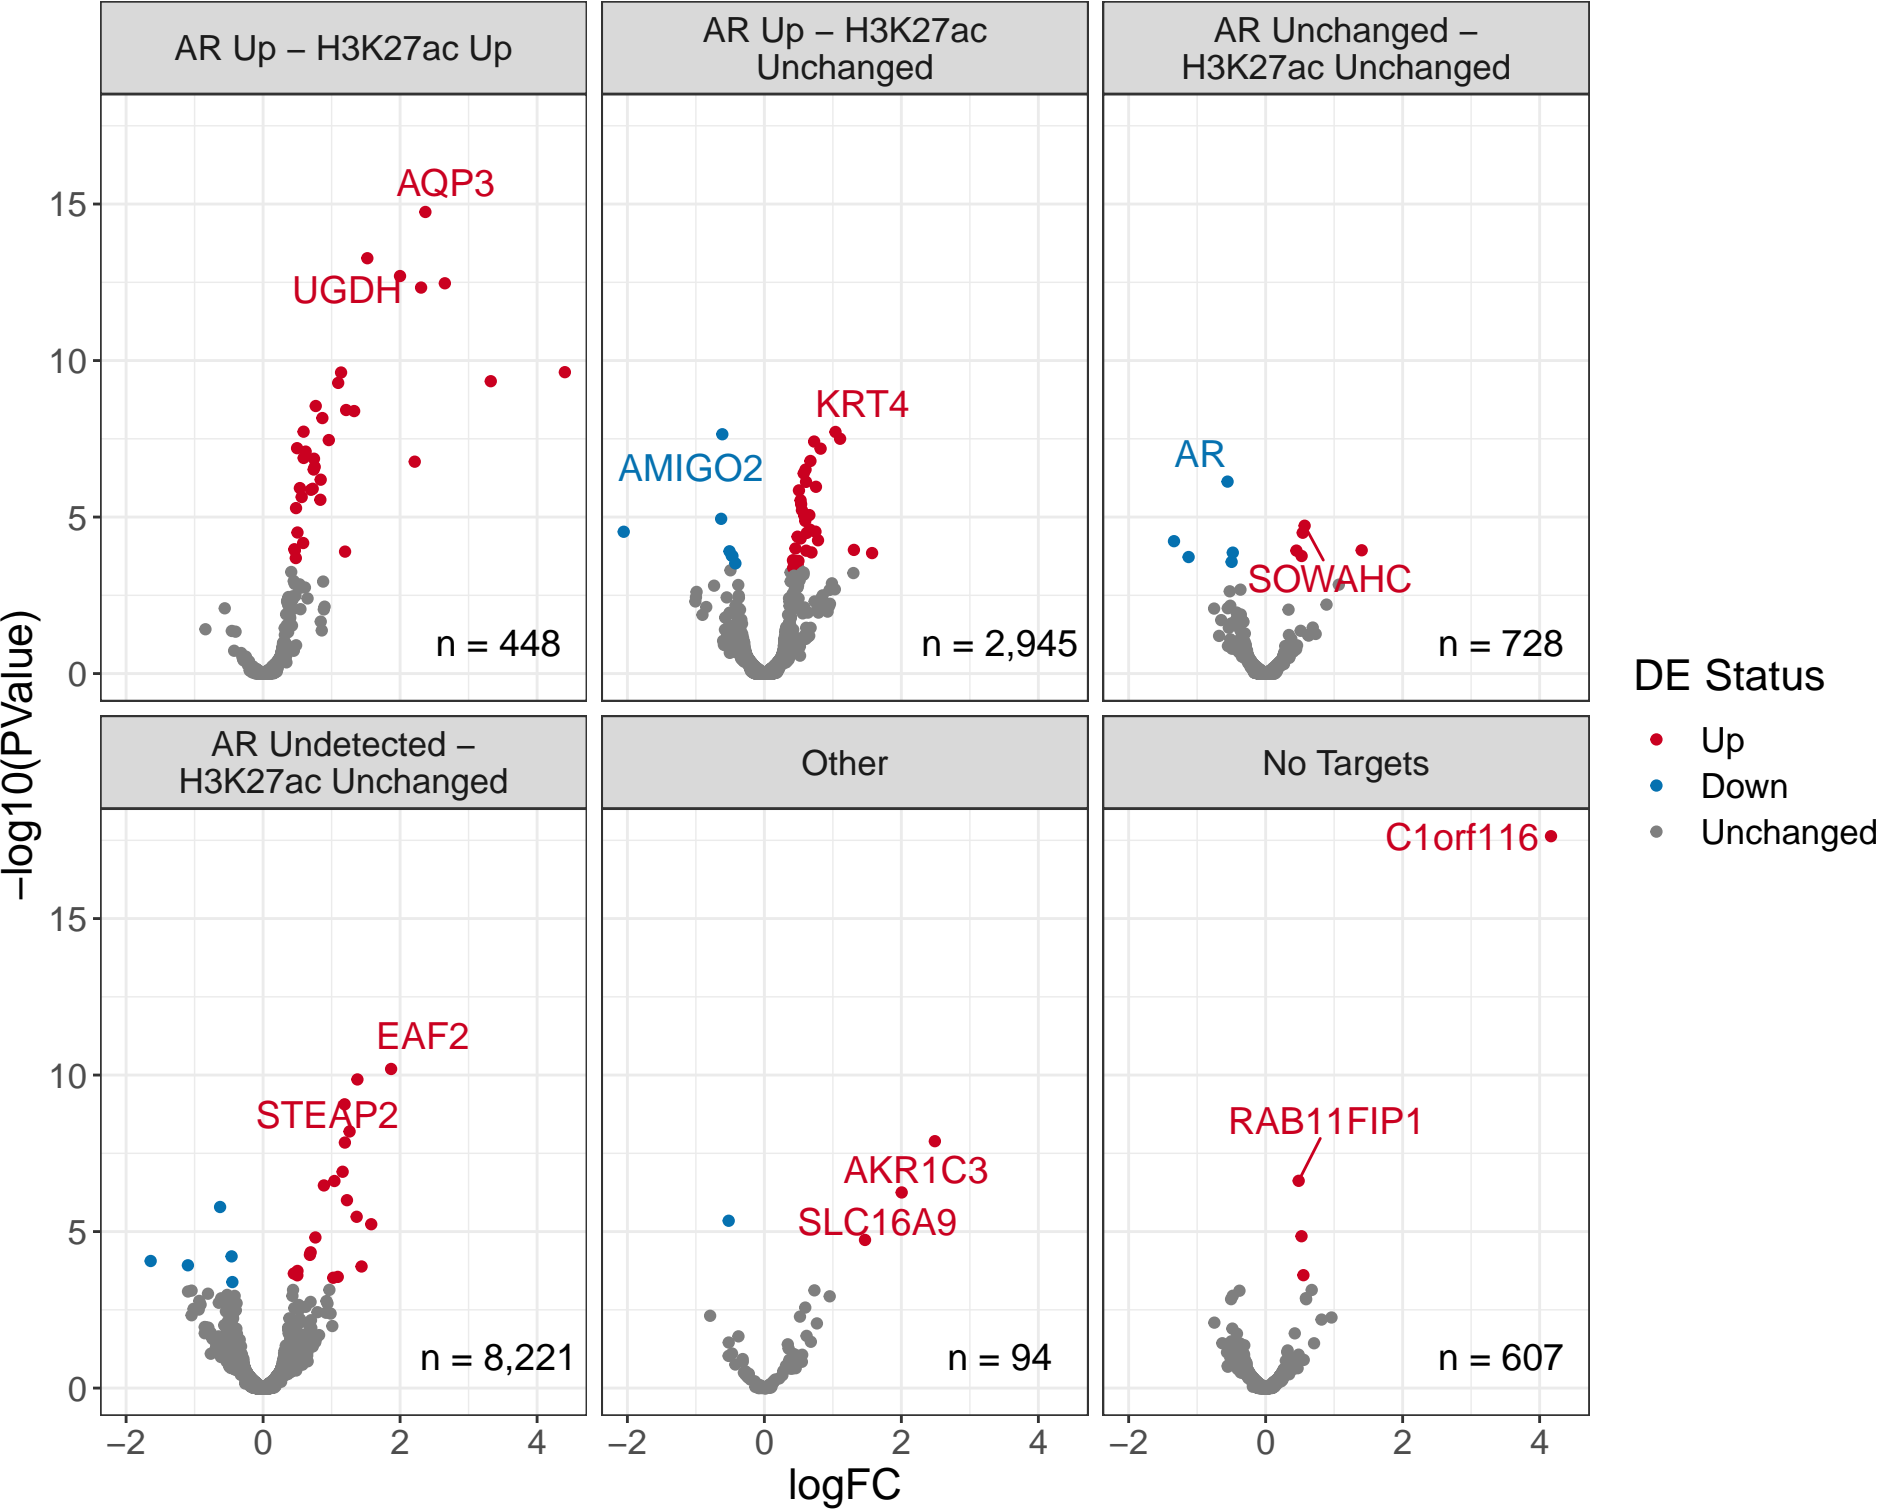 AR Up – H3K27ac Up
AR Up – H3K27ac
Unchanged
AR Unchanged –
H3K27ac Unchanged
15
10
5
0
AQP3
UGDH
n = 448
KRT4
AMIGO2
n = 2,945
AR
SOWAHC
n = 728
AR Undetected –
H3K27ac Unchanged
Other
No Targets
15
10
5
0
EAF2
STEAP2
n = 8,221
AKR1C3
SLC16A9
n = 94
C1orf116
RAB11FIP1
n = 607
−2 0 2 4
−2 0 2 4
−2 0 2 4
logFC
−log10(PValue)
DE Status
Up
Down
Unchanged